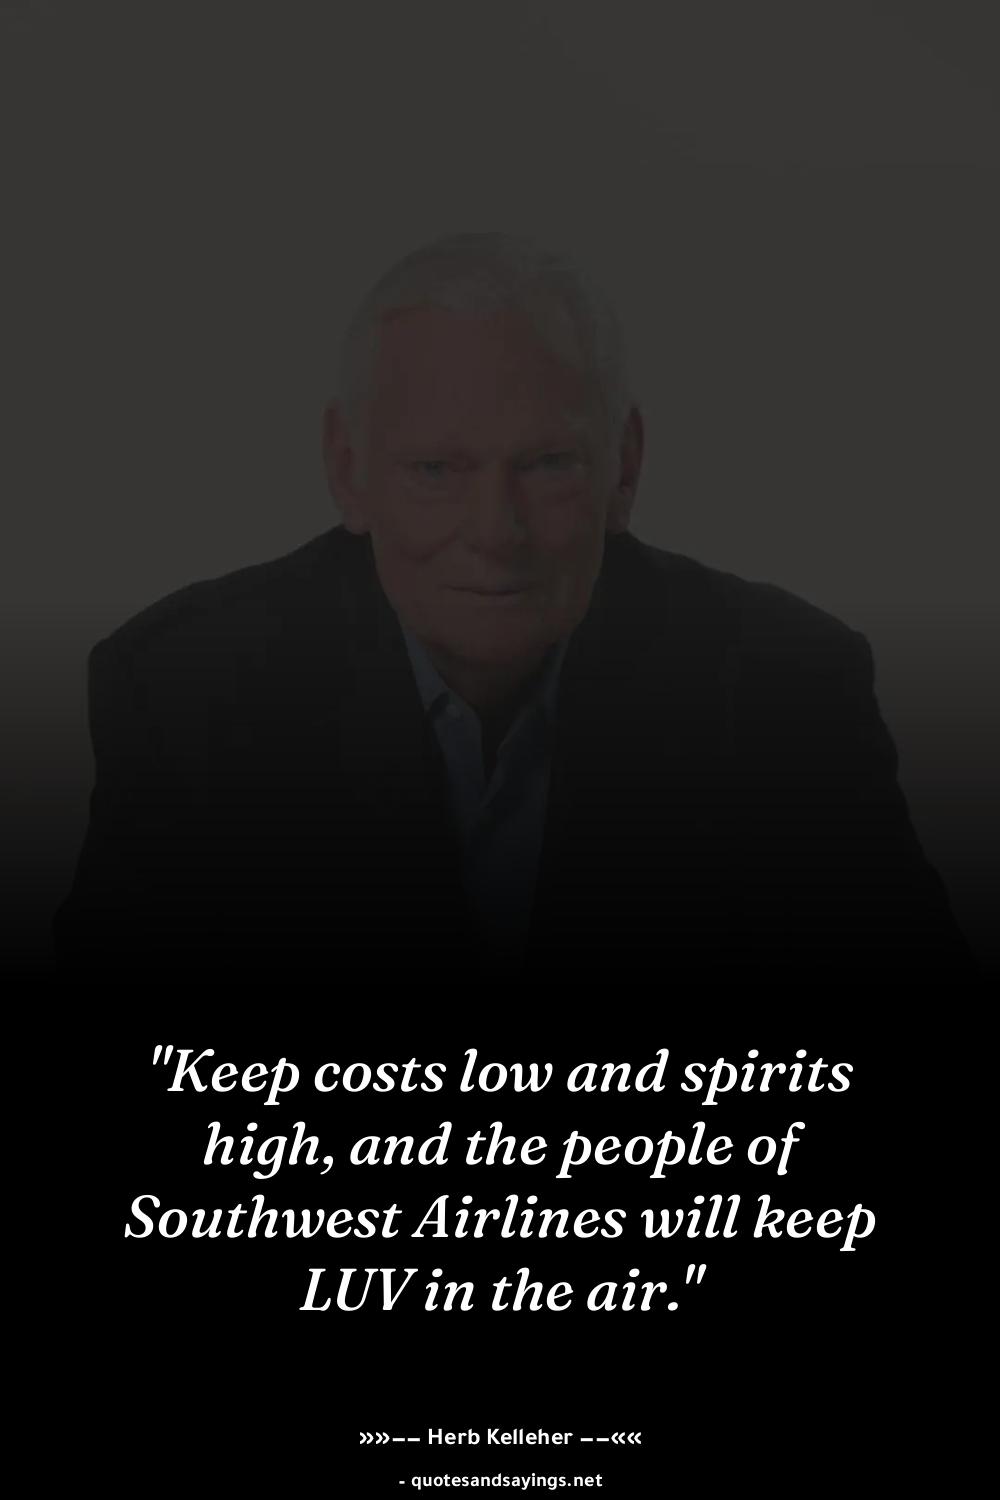 "Keep costs low and spirits
high, and the people of
Southwest Airlines will keep
LUV in the air."
»»–– Herb Kelleher ––««
- quotesandsayings.net